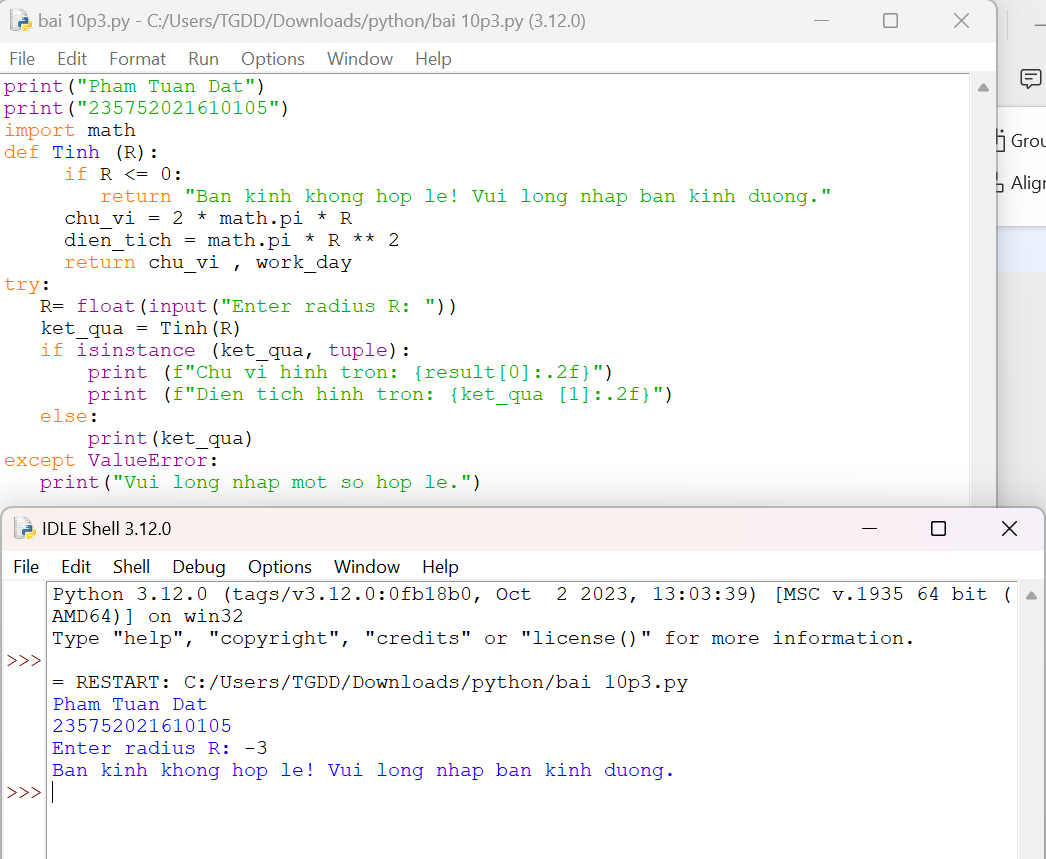 bai 10p3.py - C:/Users/TGDD/Downloads/python/bai 10p3.py (3.12.0)
File Edit Format Run Options Window Help
print("Pham Tuan Dat")
print("235752021610105")
import math
def Tinh (R):
     if R <= 0:
        return "Ban kinh khong hop le! Vui long nhap ban kinh duong."
     chu_vi = 2 * math.pi * R
     dien_tich = math.pi * R ** 2
     return chu_vi , work_day
try:
   R= float(input("Enter radius R: "))
   ket_qua = Tinh(R)
   if isinstance (ket_qua, tuple):
       print (f"Chu vi hinh tron: {result[0]:.2f}")
       print (f"Dien tich hinh tron: {ket_qua [1]:.2f}")
   else:
       print(ket_qua)
except ValueError:
   print("Vui long nhap mot so hop le.")
Grou
Align
IDLE Shell 3.12.0
File Edit Shell Debug Options Window Help
Python 3.12.0 (tags/v3.12.0:0fb18b0, Oct  2 2023, 13:03:39) [MSC v.1935 64 bit (
AMD64)] on win32
Type "help", "copyright", "credits" or "license()" for more information.
>>>
= RESTART: C:/Users/TGDD/Downloads/python/bai 10p3.py
Pham Tuan Dat
235752021610105
Enter radius R: -3
Ban kinh khong hop le! Vui long nhap ban kinh duong.
>>>